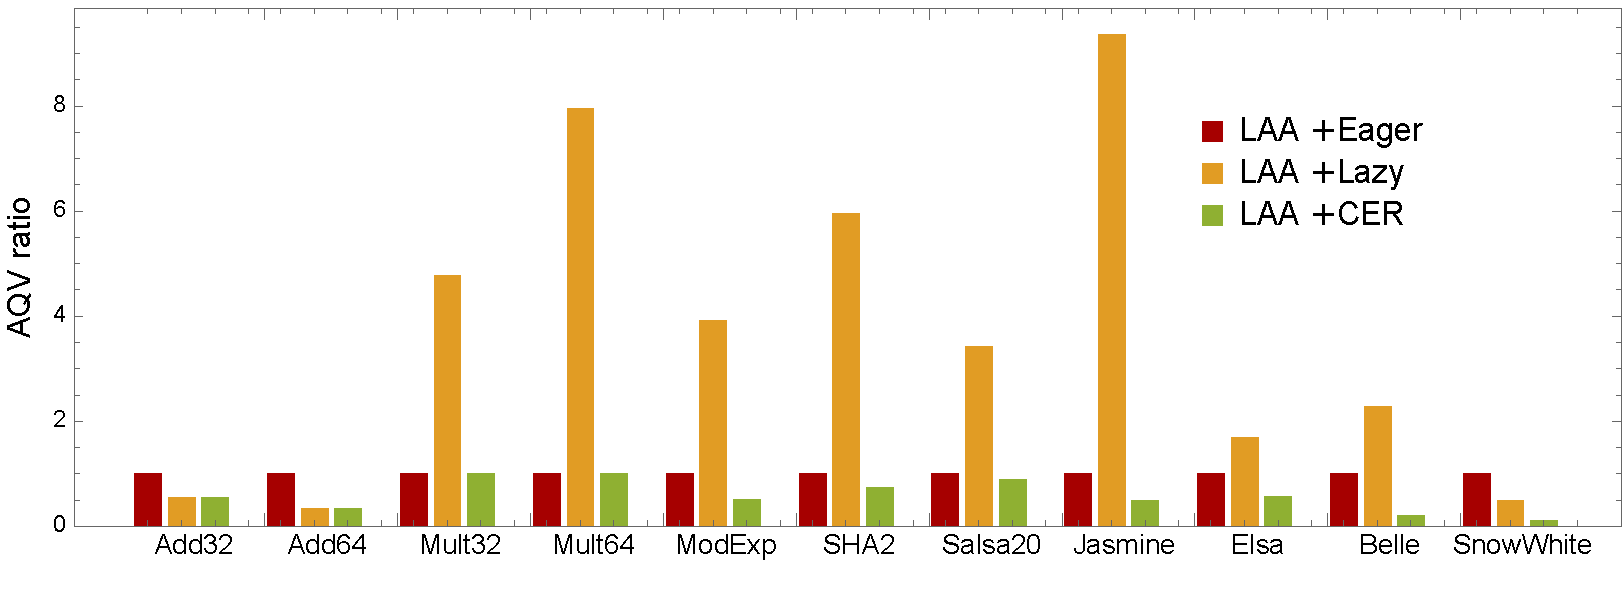 AQV ratio
8
6
4
2
0
LAA +Eager
LAA +Lazy
LAA +CER
Add32 Add64 Mult32 Mult64 ModExp SHA2 Salsa20 Jasmine Elsa Belle SnowWhite